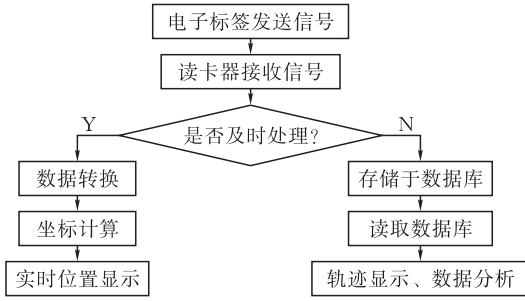 电子标签发送信号
读卡器接收信号
是否及时处理?
Y
N
数据转换
存储于数据库
坐标计算
读取数据库
实时位置显示
轨迹显示、数据分析